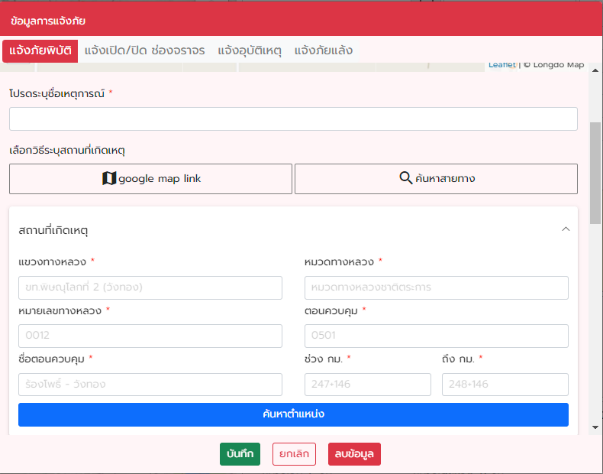 ข้อมูลการแจ้งภัย
แจ้งภัยพิบัติ แจ้งเปิด/ปิด ช่องจราจร แจ้งอุบัติเหตุ แจ้งภัยแล้ง
Leaflet | © Longdo Map
โปรดระบุชื่อเหตุการณ์ *
เลือกวิธีระบุสถานที่เกิดเหตุ
google map link ค้นหาสายทาง
สถานที่เกิดเหตุ
แขวงทางหลวง * หมวดทางหลวง *
ขท.พิษณุโลกที่ 2 (วังทอง) หมวดทางหลวงชาติตระการ
หมายเลขทางหลวง * ตอนควบคุม *
0012 0501
ชื่อตอนควบคุม * ช่วง กม. * ถึง กม. *
ร้องโพธิ์ - วังทอง 247+146 248+146
ค้นหาตำแหน่ง
บันทึก ยกเลิก ลบข้อมูล